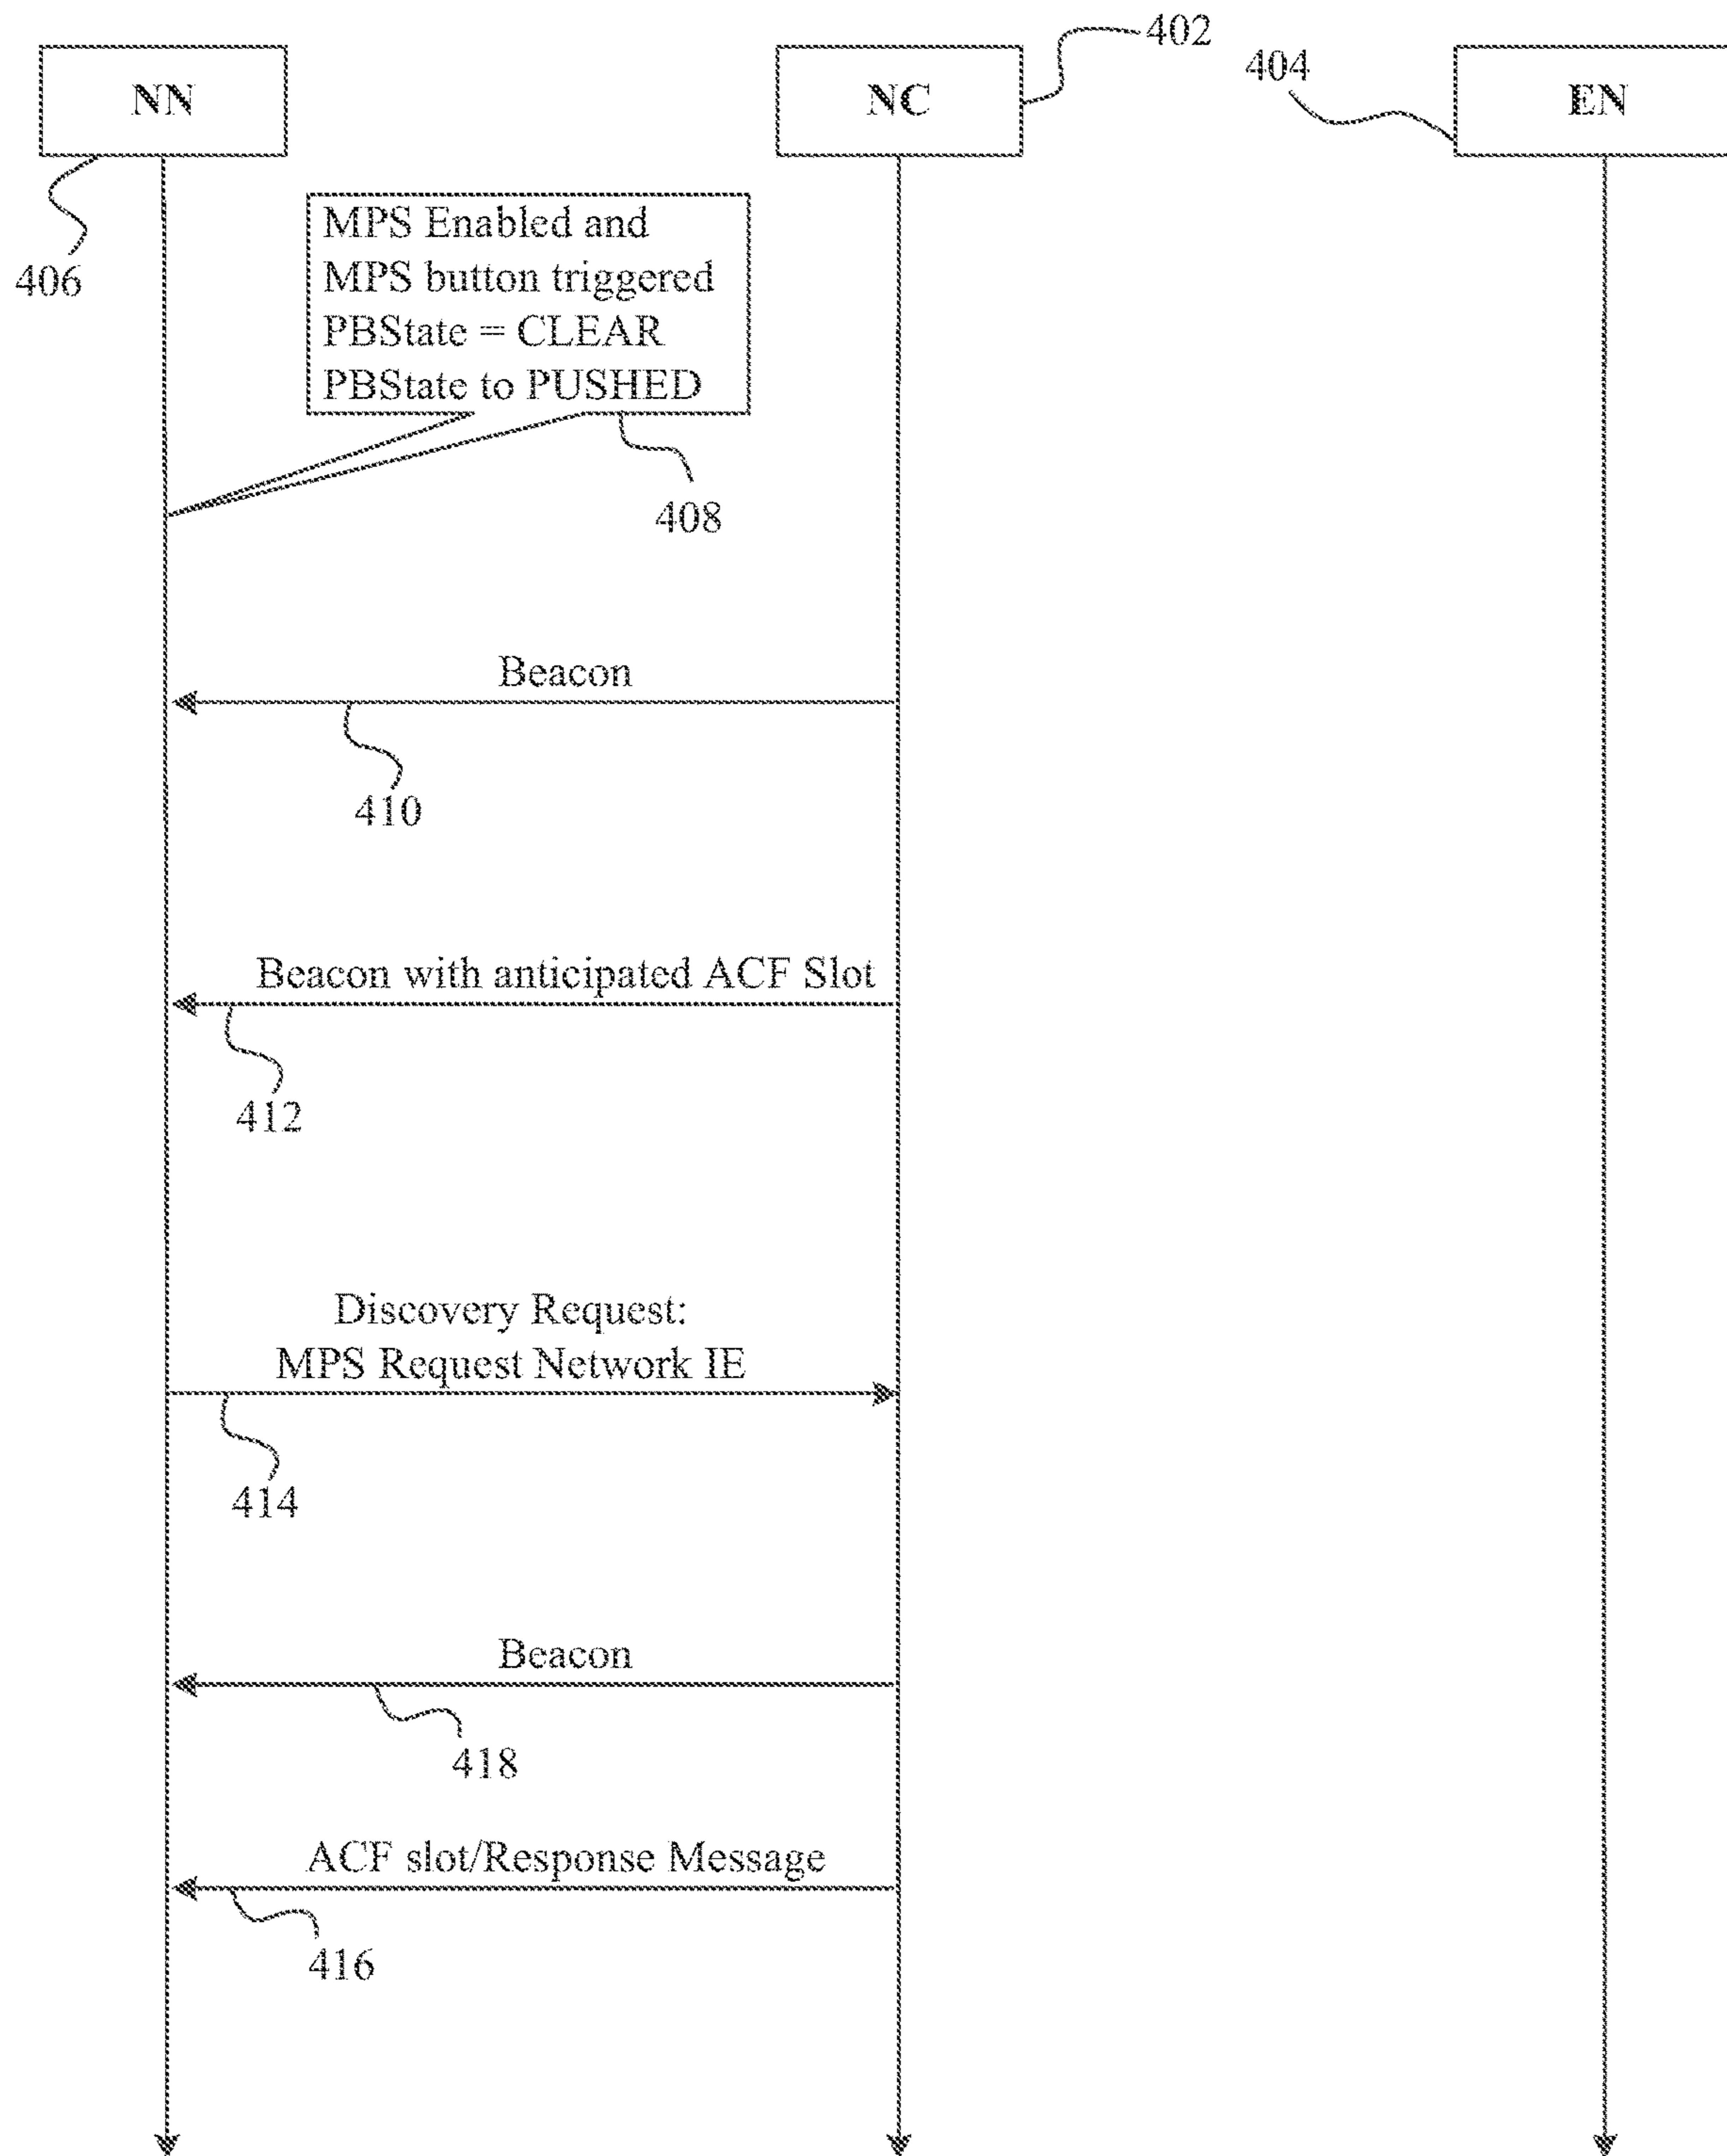 402
NN
NC
404
EN
406
MPS Enabled and
MPS button triggered
PBState = CLEAR
PBState to PUSHED
408
Beacon
410
Beacon with anticipated ACF Slot
412
Discovery Request:
MPS Request Network IE
414
Beacon
418
ACF slot/Response Message
416